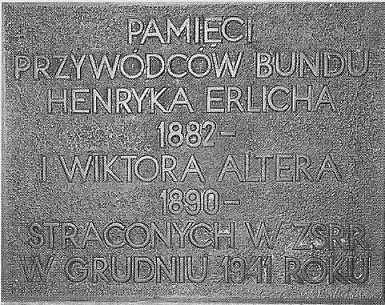 PAMIĘCI
PRZYWÓDCÓW BUNDU
HENRYKA ERLICHA
1882–
I WIKTORA ALTERA
1890–
STRACONYCH W ZSRR
W GRUDNIU 1941 ROKU